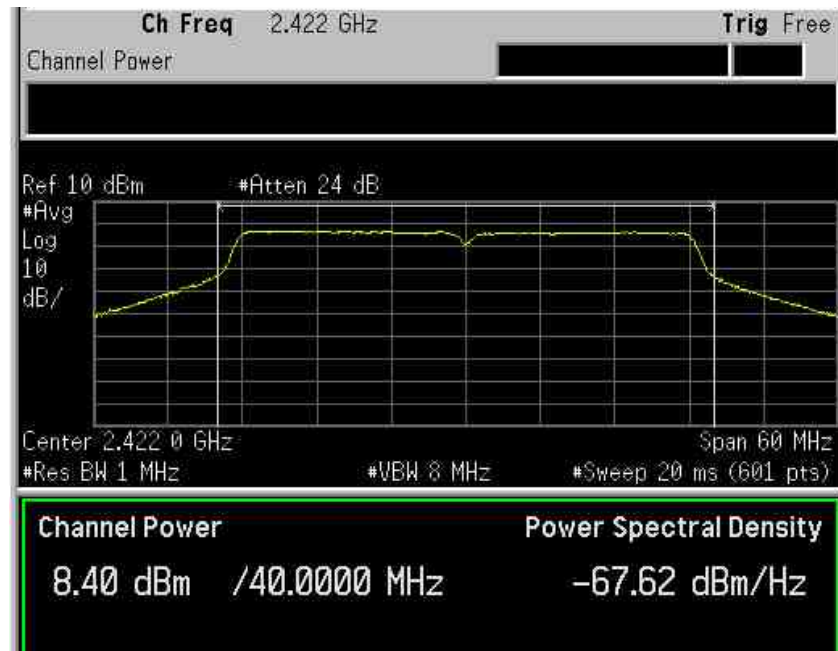 Ch Freq 2.422 GHz Trig Free
Channel Power
Ref 10 dBm #Atten 24 dB
#Avg
Log
10
dB/
Center 2.422 0 GHz Span 60 MHz
#Res BW 1 MHz #VBW 8 MHz #Sweep 20 ms (601 pts)
Channel Power Power Spectral Density
8.40 dBm /40.0000 MHz -67.62 dBm/Hz